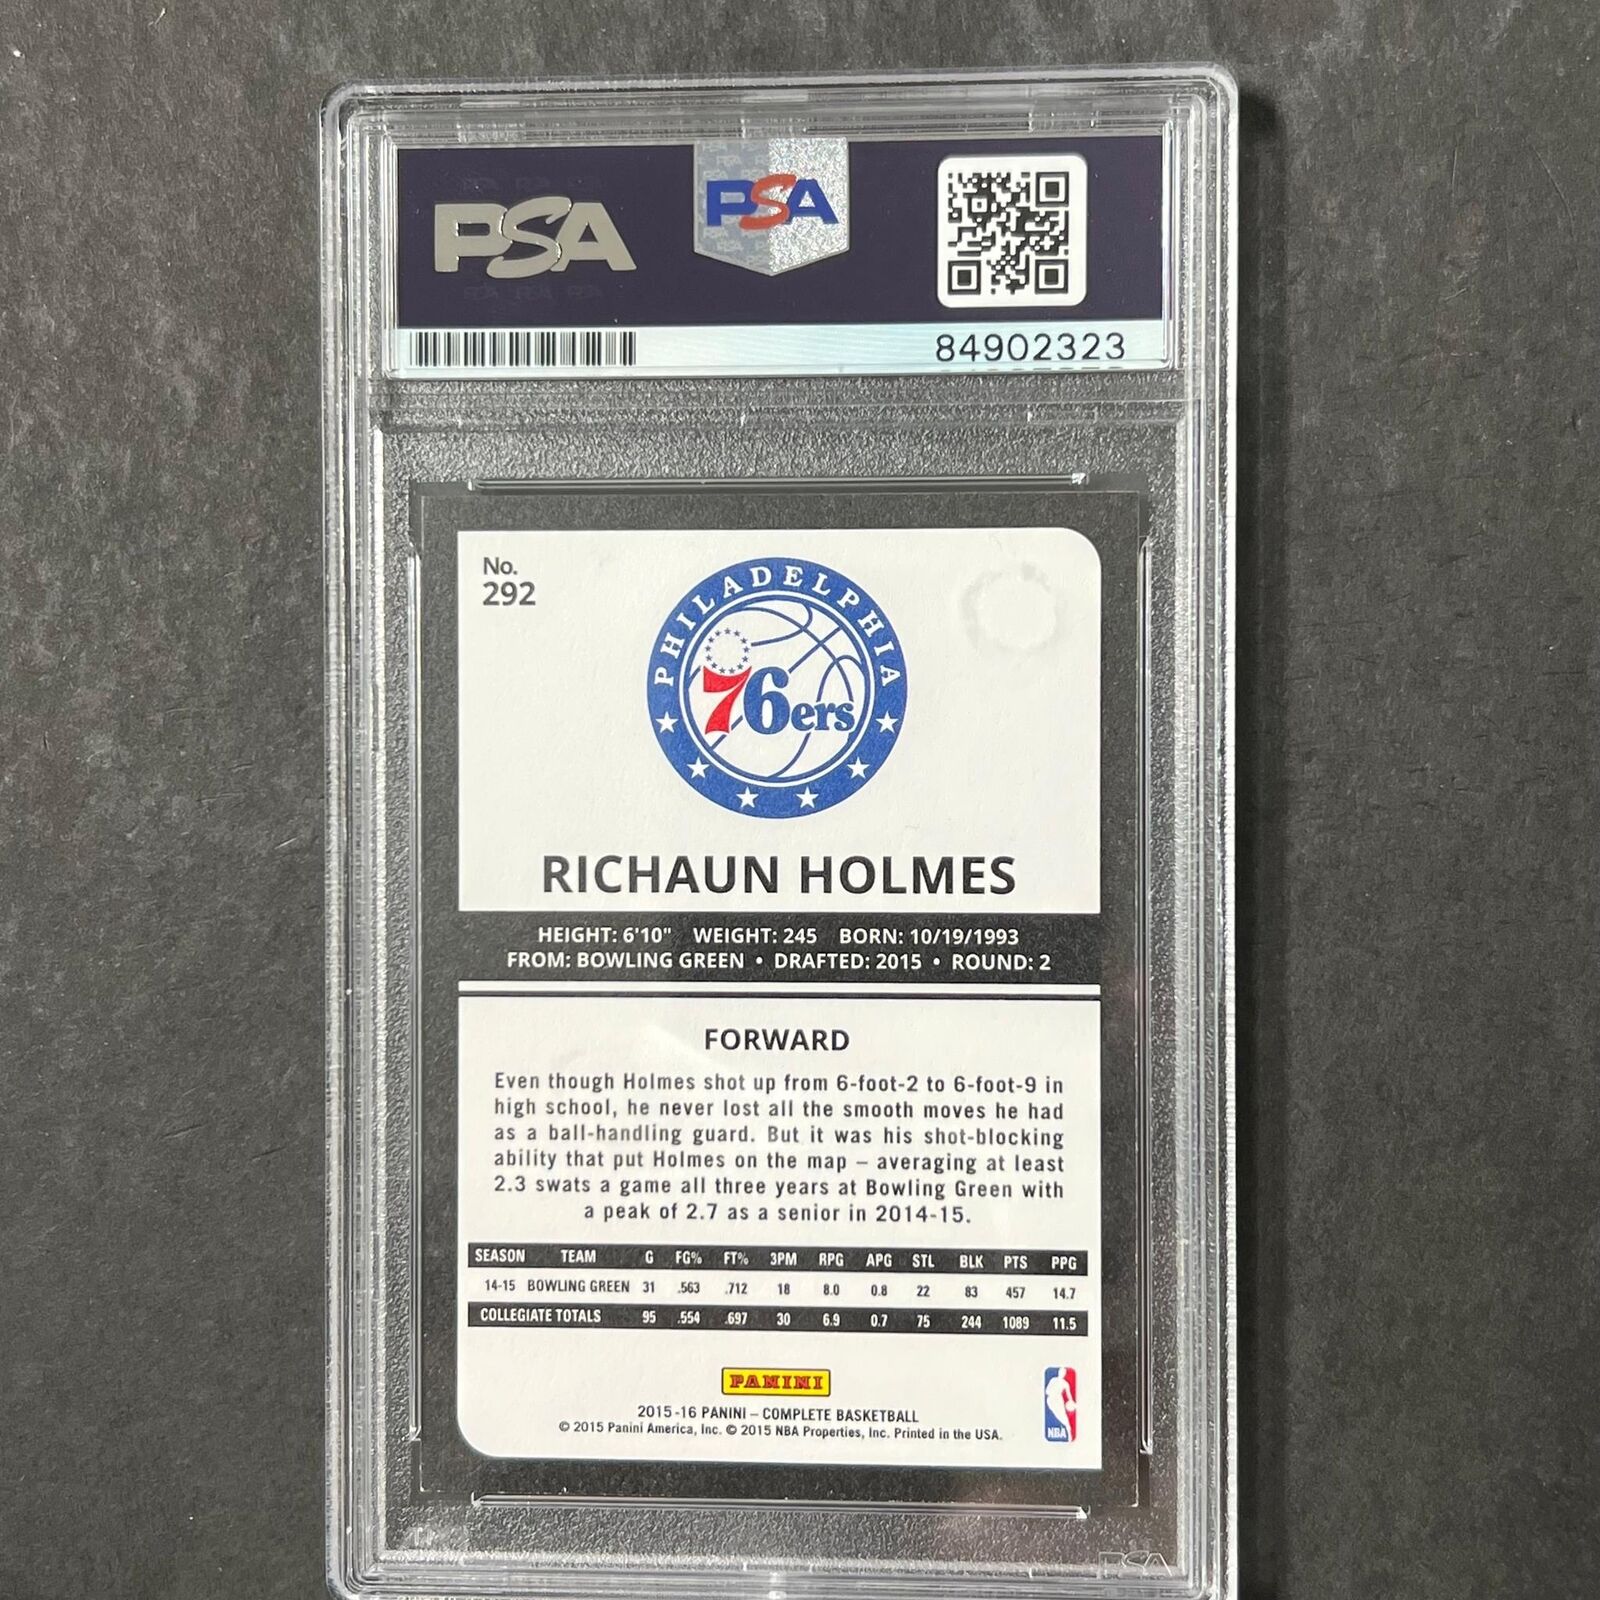 PSA
PSA
84902323
No.
292
PHILADELPHIA
76ers
RICHAUN HOLMES
HEIGHT: 6'10" WEIGHT: 245 BORN: 10/19/1993
FROM: BOWLING GREEN • DRAFTED: 2015 • ROUND: 2
FORWARD
Even though Holmes shot up from 6-foot-2 to 6-foot-9 in
high school, he never lost all the smooth moves he had
as a ball-handling guard. But it was his shot-blocking
ability that put Holmes on the map – averaging at least
2.3 swats a game all three years at Bowling Green with
a peak of 2.7 as a senior in 2014-15.
SEASON TEAM G FG% FT% 3PM RPG APG STL BLK PTS PPG
14-15 BOWLING GREEN 31 .563 .712 18 8.0 0.8 22 83 457 14.7
COLLEGIATE TOTALS 95 .554 .697 30 6.9 0.7 75 244 1089 11.5
PANINI
2015-16 PANINI – COMPLETE BASKETBALL
© 2015 Panini America, Inc. © 2015 NBA Properties, Inc. Printed in the USA.
NBA
PSA